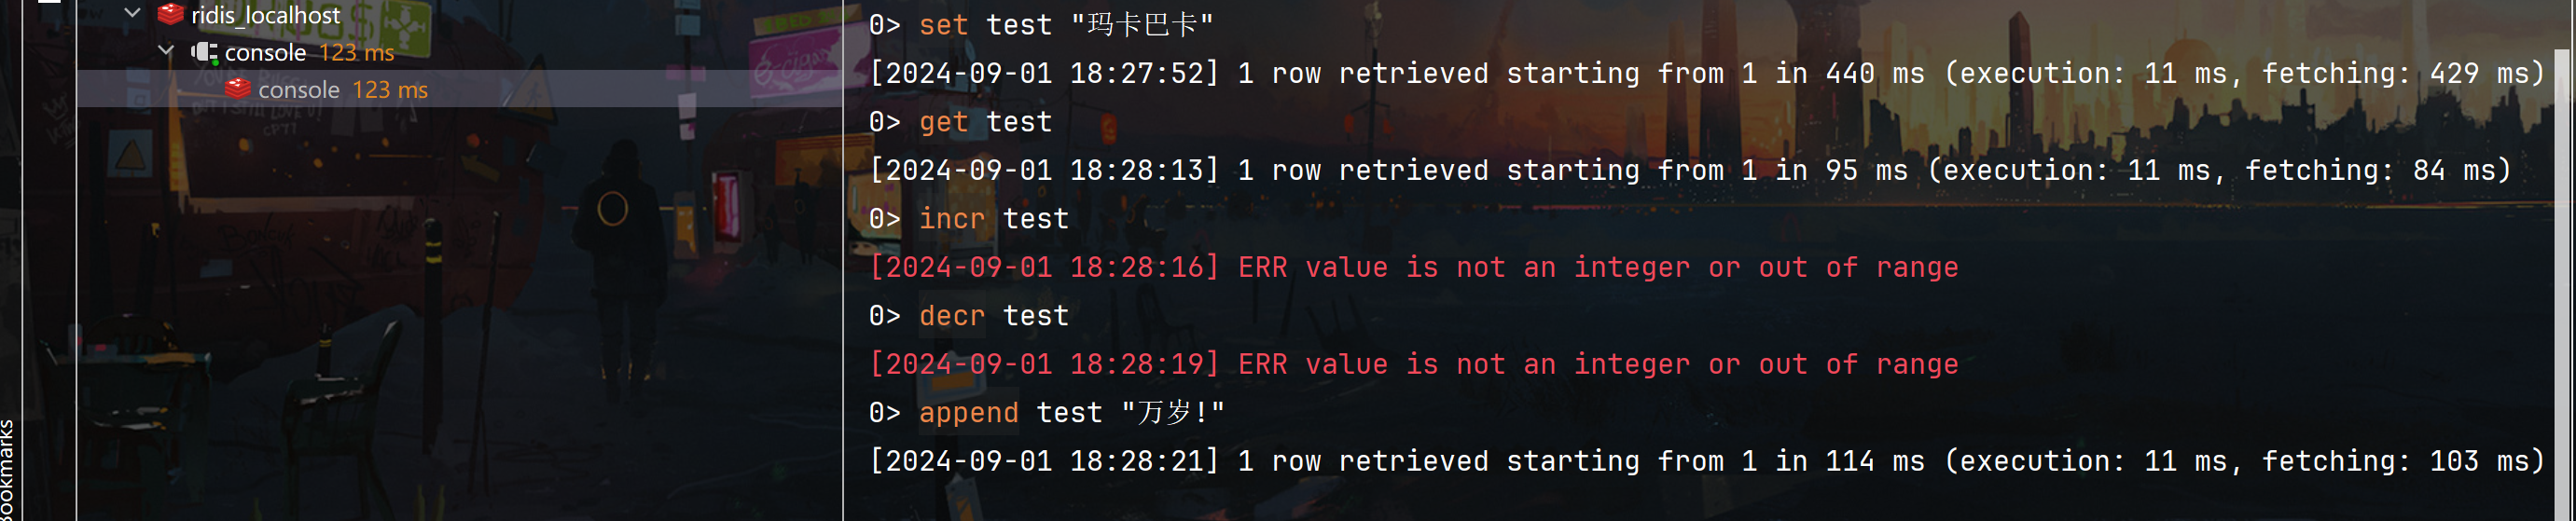 ridis_localhost
console 123 ms
console 123 ms
0> set test "玛卡巴卡"
[2024-09-01 18:27:52] 1 row retrieved starting from 1 in 440 ms (execution: 11 ms, fetching: 429 ms)
0> get test
[2024-09-01 18:28:13] 1 row retrieved starting from 1 in 95 ms (execution: 11 ms, fetching: 84 ms)
0> incr test
[2024-09-01 18:28:16] ERR value is not an integer or out of range
0> decr test
[2024-09-01 18:28:19] ERR value is not an integer or out of range
0> append test "万岁!"
[2024-09-01 18:28:21] 1 row retrieved starting from 1 in 114 ms (execution: 11 ms, fetching: 103 ms)
ookmarks